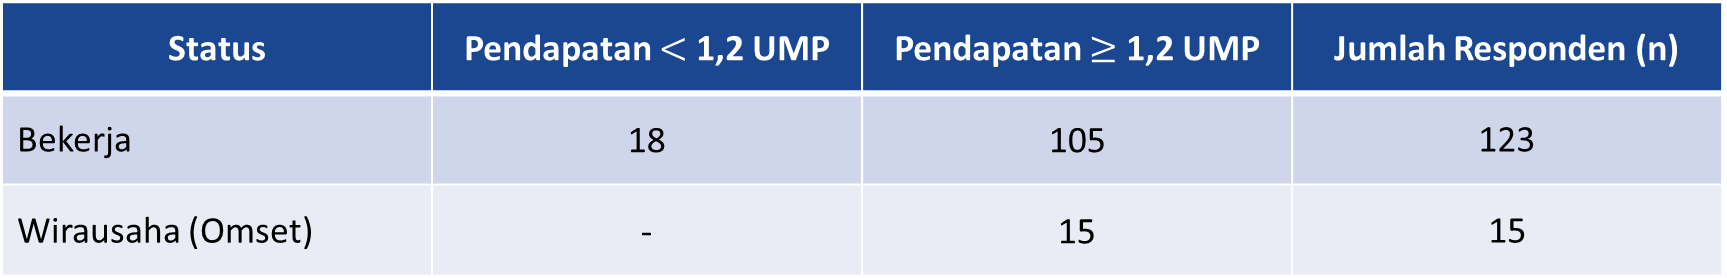 Status Pendapatan < 1,2 UMP Pendapatan ≥ 1,2 UMP Jumlah Responden (n)
Bekerja 18 105 123
Wirausaha (Omset) - 15 15